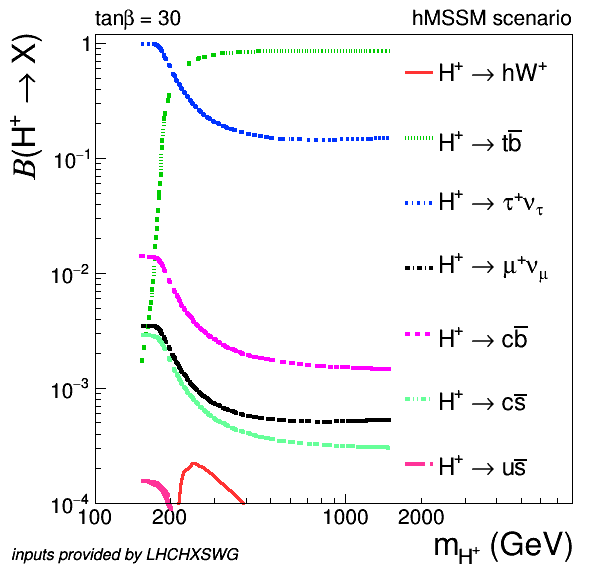 tanβ = 30 hMSSM scenario
B(H⁺ → X)
1
10⁻¹
10⁻²
10⁻³
10⁻⁴
H⁺ → hW⁺
H⁺ → tb̅
H⁺ → τ⁺ν_τ
H⁺ → μ⁺ν_μ
H⁺ → cb̅
H⁺ → cs̅
H⁺ → us̅
100 200 1000 2000
m_H⁺ (GeV)
inputs provided by LHCHXSWG